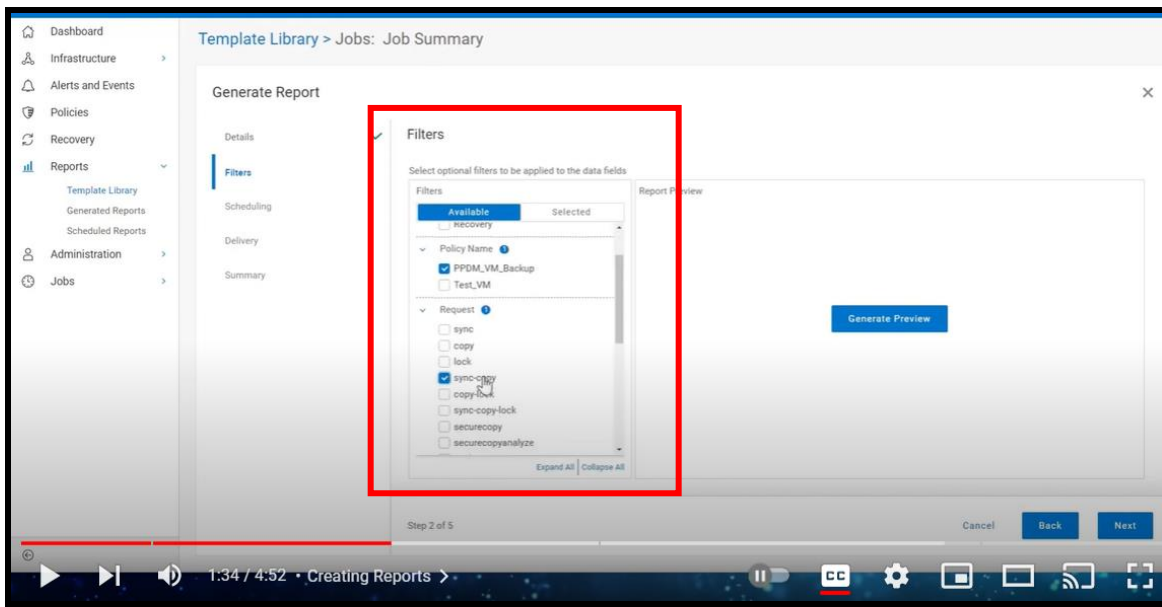 Dashboard
Infrastructure
Alerts and Events
Policies
Recovery
Reports
Template Library
Generated Reports
Scheduled Reports
Administration
Jobs
Template Library > Jobs: Job Summary
Generate Report
Details
Filters
Scheduling
Delivery
Summary
Filters
Select optional filters to be applied to the data fields
Filters
Available Selected
Recovery
Policy Name 1
PPDM_VM_Backup
Test_VM
Request 1
sync
copy
lock
sync-copy
copy-lock
sync-copy-lock
securecopy
securecopyanalyze
Expand All Collapse All
Report Preview
Generate Preview
Step 2 of 5
Cancel Back Next
1:34 / 4:52 • Creating Reports
CC